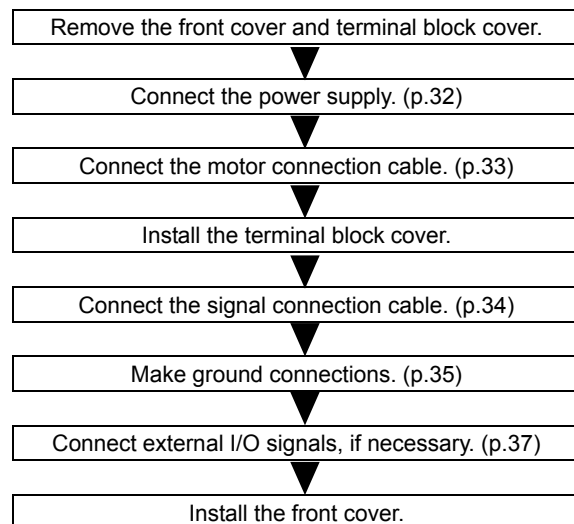 Remove the front cover and terminal block cover.
Connect the power supply. (p.32)
Connect the motor connection cable. (p.33)
Install the terminal block cover.
Connect the signal connection cable. (p.34)
Make ground connections. (p.35)
Connect external I/O signals, if necessary. (p.37)
Install the front cover.